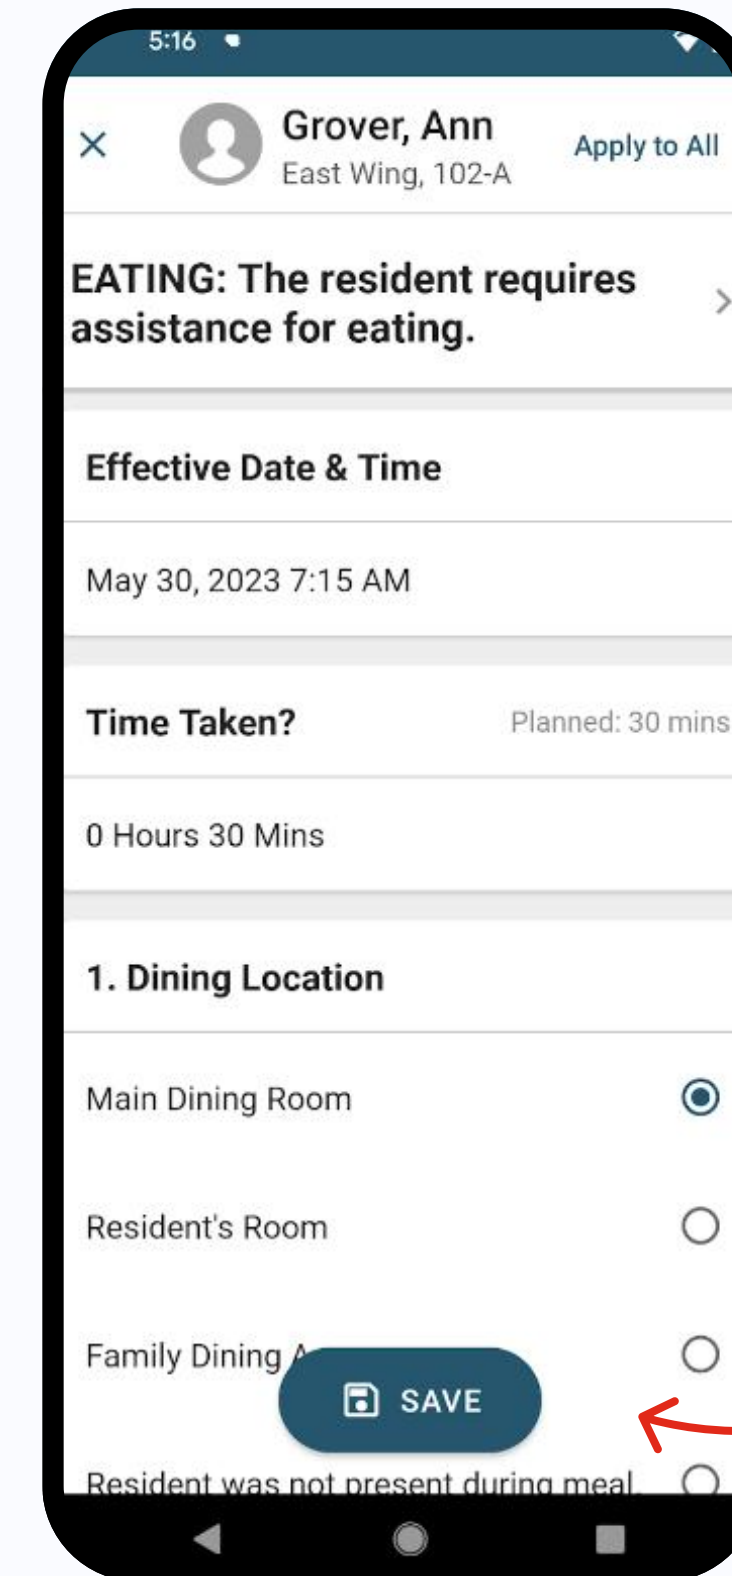 5:16
Grover, Ann
East Wing, 102-A
Apply to All
EATING: The resident requires
assistance for eating.
Effective Date & Time
May 30, 2023 7:15 AM
Time Taken?
Planned: 30 mins
0 Hours 30 Mins
1. Dining Location
Main Dining Room
Resident's Room
Family Dining
SAVE
Resident was not present during meal.